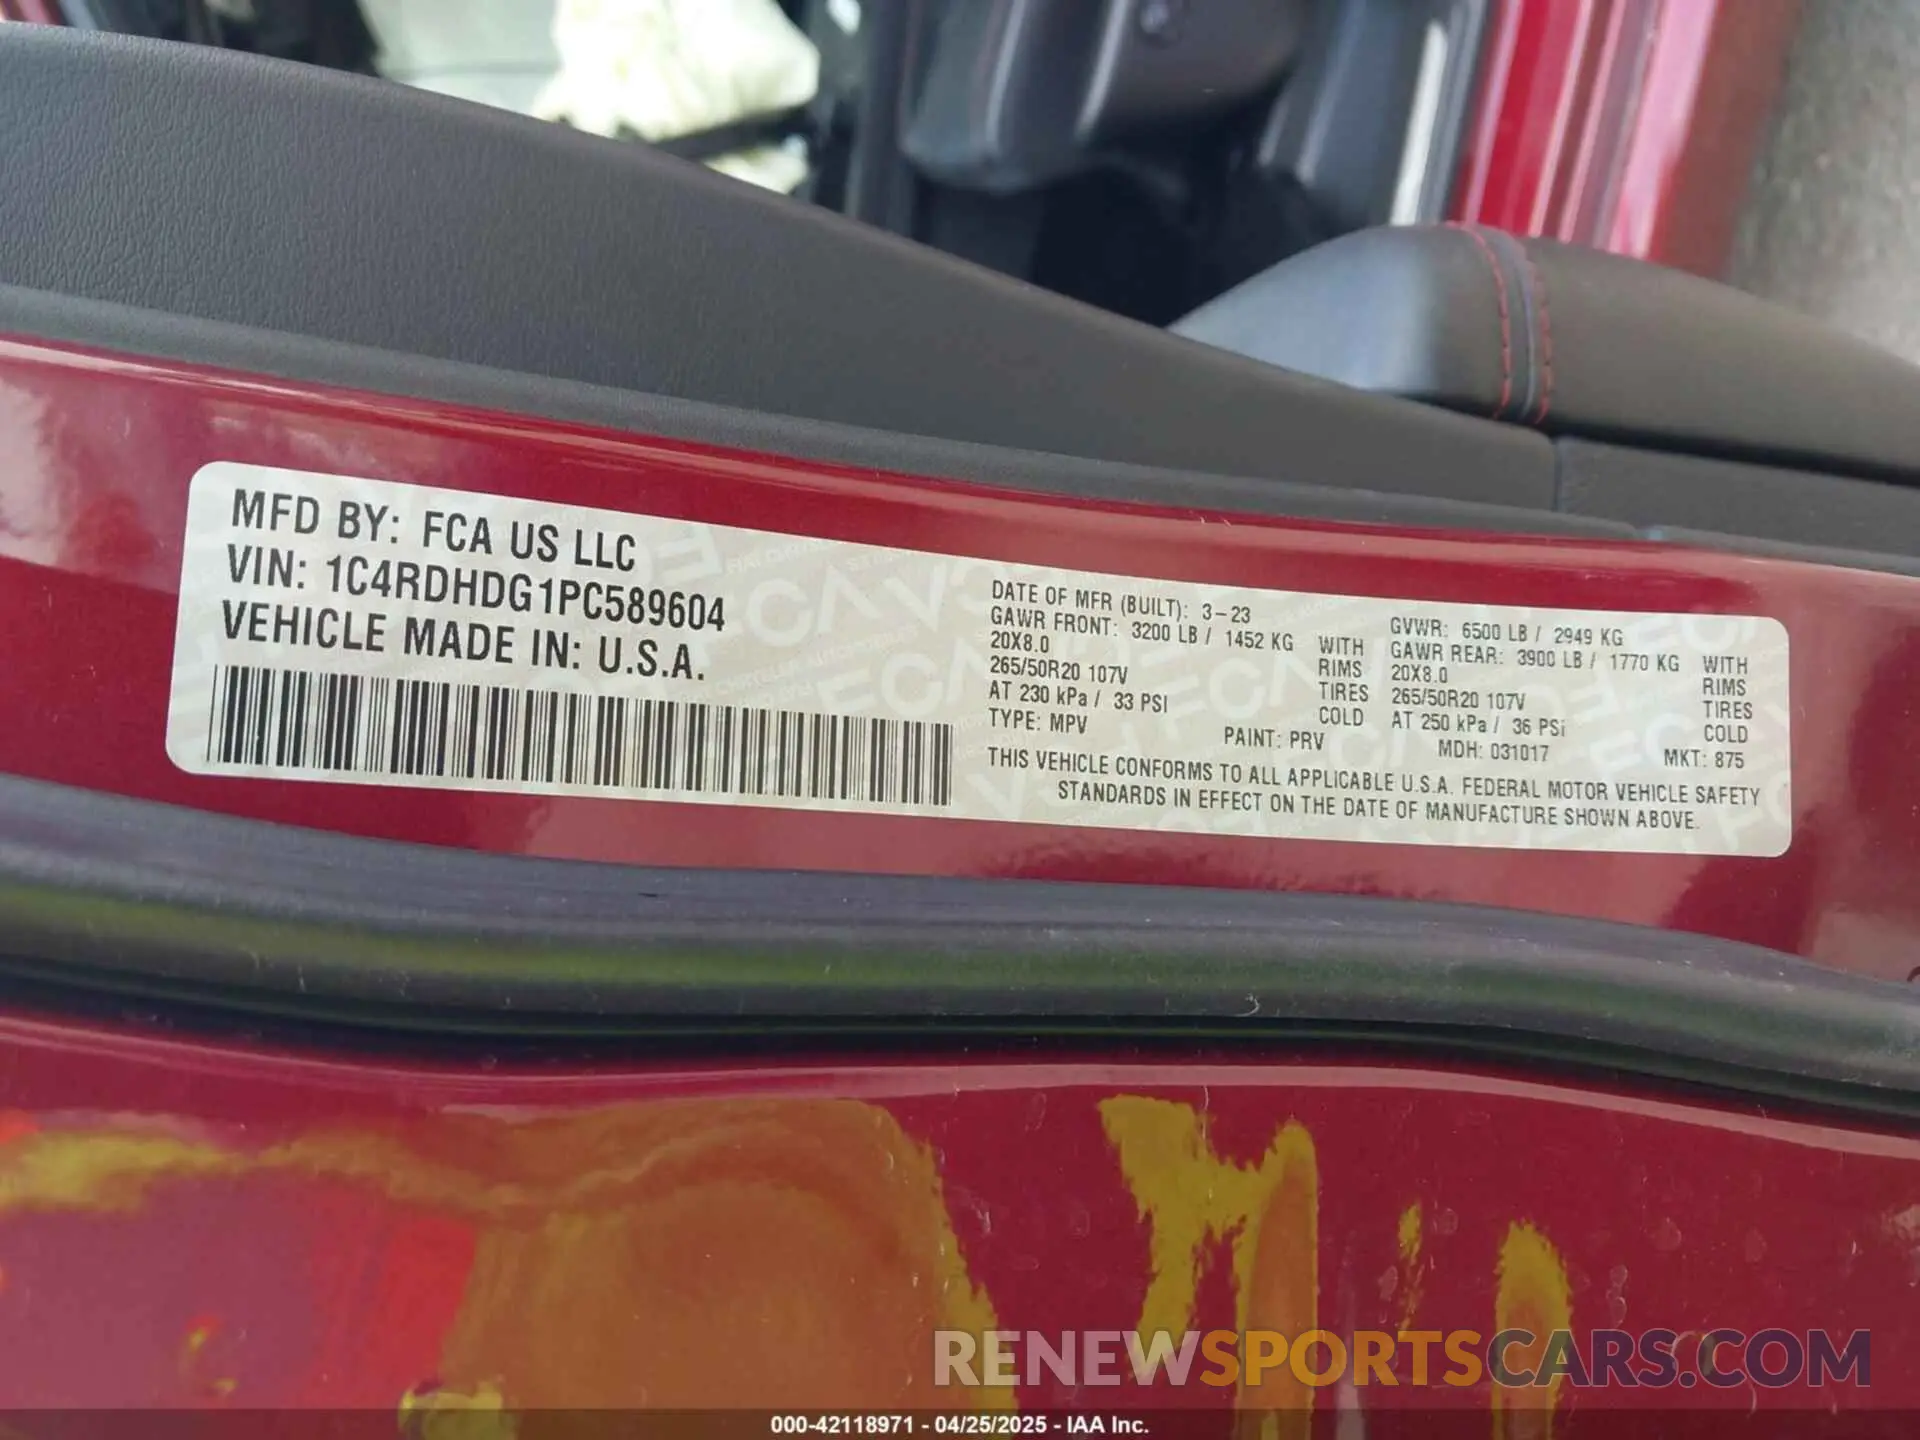 MFD BY: FCA US LLC
VIN: 1C4RDHDG1PC589604
VEHICLE MADE IN: U.S.A.
DATE OF MFR (BUILT): 3-23
GAWR FRONT: 3200 LB / 1452 KG WITH
20X8.0 RIMS
265/50R20 107V TIRES
AT 230 kPa / 33 PSI COLD
GVWR: 6500 LB / 2949 KG
GAWR REAR: 3900 LB / 1770 KG WITH
20X8.0 RIMS
265/50R20 107V TIRES
AT 250 kPa / 36 PSi COLD
TYPE: MPV PAINT: PRV MDH: 031017 MKT: 875
THIS VEHICLE CONFORMS TO ALL APPLICABLE U.S.A. FEDERAL MOTOR VEHICLE SAFETY
STANDARDS IN EFFECT ON THE DATE OF MANUFACTURE SHOWN ABOVE.
RENEWSPORTSCARS.COM
000-42118971 - 04/25/2025 - IAA Inc.